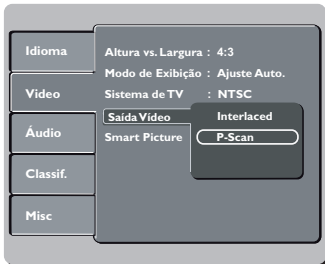 Idioma
Video
Áudio
Classif.
Misc
Altura vs. Largura : 4:3
Modo de Exibição : Ajuste Auto.
Sistema de TV : NTSC
Saída Vídeo
Smart Picture
Interlaced
P-Scan